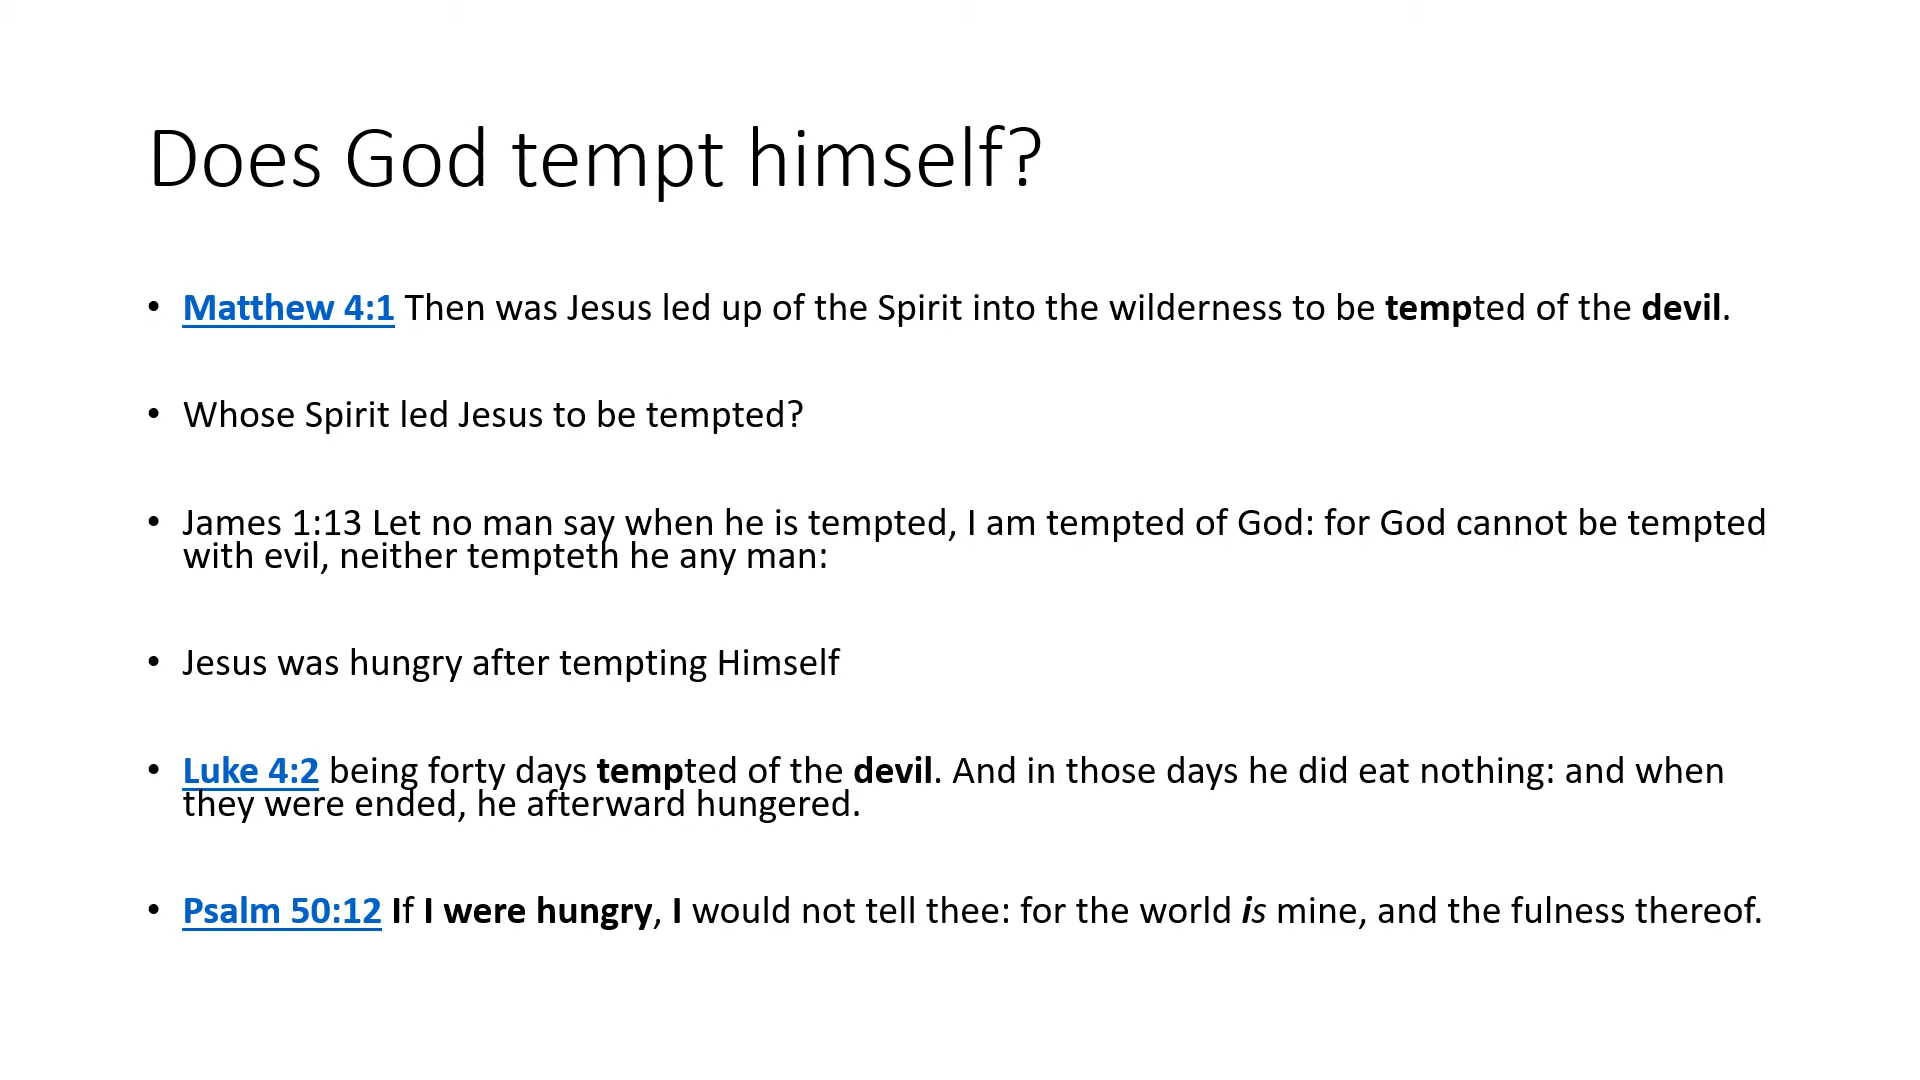 Does God tempt himself?
• Matthew 4:1 Then was Jesus led up of the Spirit into the wilderness to be tempted of the devil.
• Whose Spirit led Jesus to be tempted?
• James 1:13 Let no man say when he is tempted, I am tempted of God: for God cannot be tempted
with evil, neither tempteth he any man:
• Jesus was hungry after tempting Himself
• Luke 4:2 being forty days tempted of the devil. And in those days he did eat nothing: and when
they were ended, he afterward hungered.
• Psalm 50:12 If I were hungry, I would not tell thee: for the world is mine, and the fulness thereof.